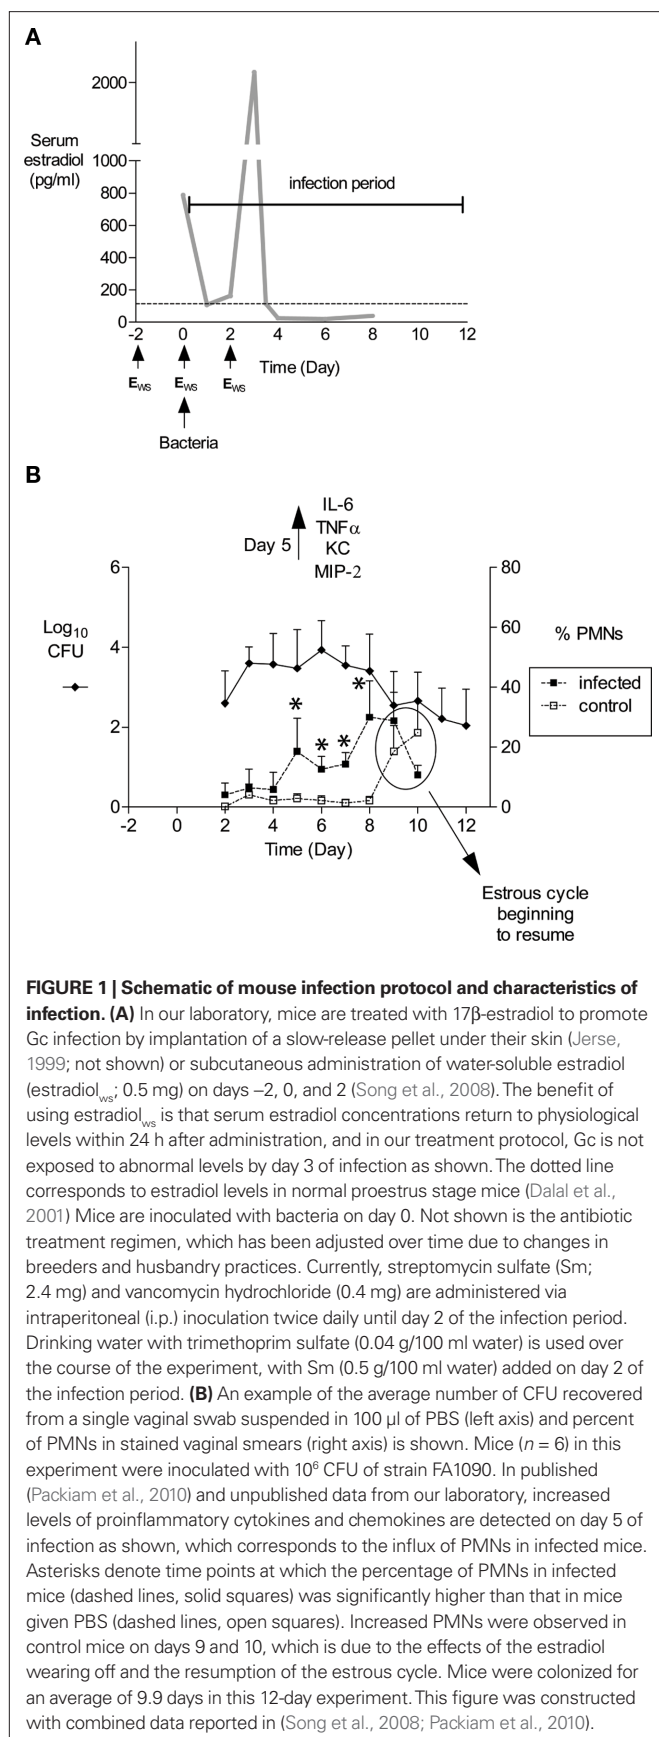 A
2000
Serum
estradiol
(pg/ml)
1000
800
600
400
200
0
infection period
-2 0 2 4 6 8 10 12
Time (Day)
E_WS E_WS E_WS
Bacteria
B
Day 5
IL-6
TNFα
KC
MIP-2
Log10
CFU
6
4
2
0
80
60
40
20
0
% PMNs
infected
control
* * * *
-2 0 2 4 6 8 10 12
Time (Day)
Estrous cycle
beginning
to resume
FIGURE 1 | Schematic of mouse infection protocol and characteristics of
infection. (A) In our laboratory, mice are treated with 17β-estradiol to promote
Gc infection by implantation of a slow-release pellet under their skin (Jerse,
1999; not shown) or subcutaneous administration of water-soluble estradiol
(estradiol_ws; 0.5 mg) on days –2, 0, and 2 (Song et al., 2008). The benefit of
using estradiol_ws is that serum estradiol concentrations return to physiological
levels within 24 h after administration, and in our treatment protocol, Gc is not
exposed to abnormal levels by day 3 of infection as shown. The dotted line
corresponds to estradiol levels in normal proestrus stage mice (Dalal et al.,
2001) Mice are inoculated with bacteria on day 0. Not shown is the antibiotic
treatment regimen, which has been adjusted over time due to changes in
breeders and husbandry practices. Currently, streptomycin sulfate (Sm;
2.4 mg) and vancomycin hydrochloride (0.4 mg) are administered via
intraperitoneal (i.p.) inoculation twice daily until day 2 of the infection period.
Drinking water with trimethoprim sulfate (0.04 g/100 ml water) is used over
the course of the experiment, with Sm (0.5 g/100 ml water) added on day 2 of
the infection period. (B) An example of the average number of CFU recovered
from a single vaginal swab suspended in 100 μl of PBS (left axis) and percent
of PMNs in stained vaginal smears (right axis) is shown. Mice (n = 6) in this
experiment were inoculated with 10⁶ CFU of strain FA1090. In published
(Packiam et al., 2010) and unpublished data from our laboratory, increased
levels of proinflammatory cytokines and chemokines are detected on day 5 of
infection as shown, which corresponds to the influx of PMNs in infected mice.
Asterisks denote time points at which the percentage of PMNs in infected
mice (dashed lines, solid squares) was significantly higher than that in mice
given PBS (dashed lines, open squares). Increased PMNs were observed in
control mice on days 9 and 10, which is due to the effects of the estradiol
wearing off and the resumption of the estrous cycle. Mice were colonized for
an average of 9.9 days in this 12-day experiment. This figure was constructed
with combined data reported in (Song et al., 2008; Packiam et al., 2010).